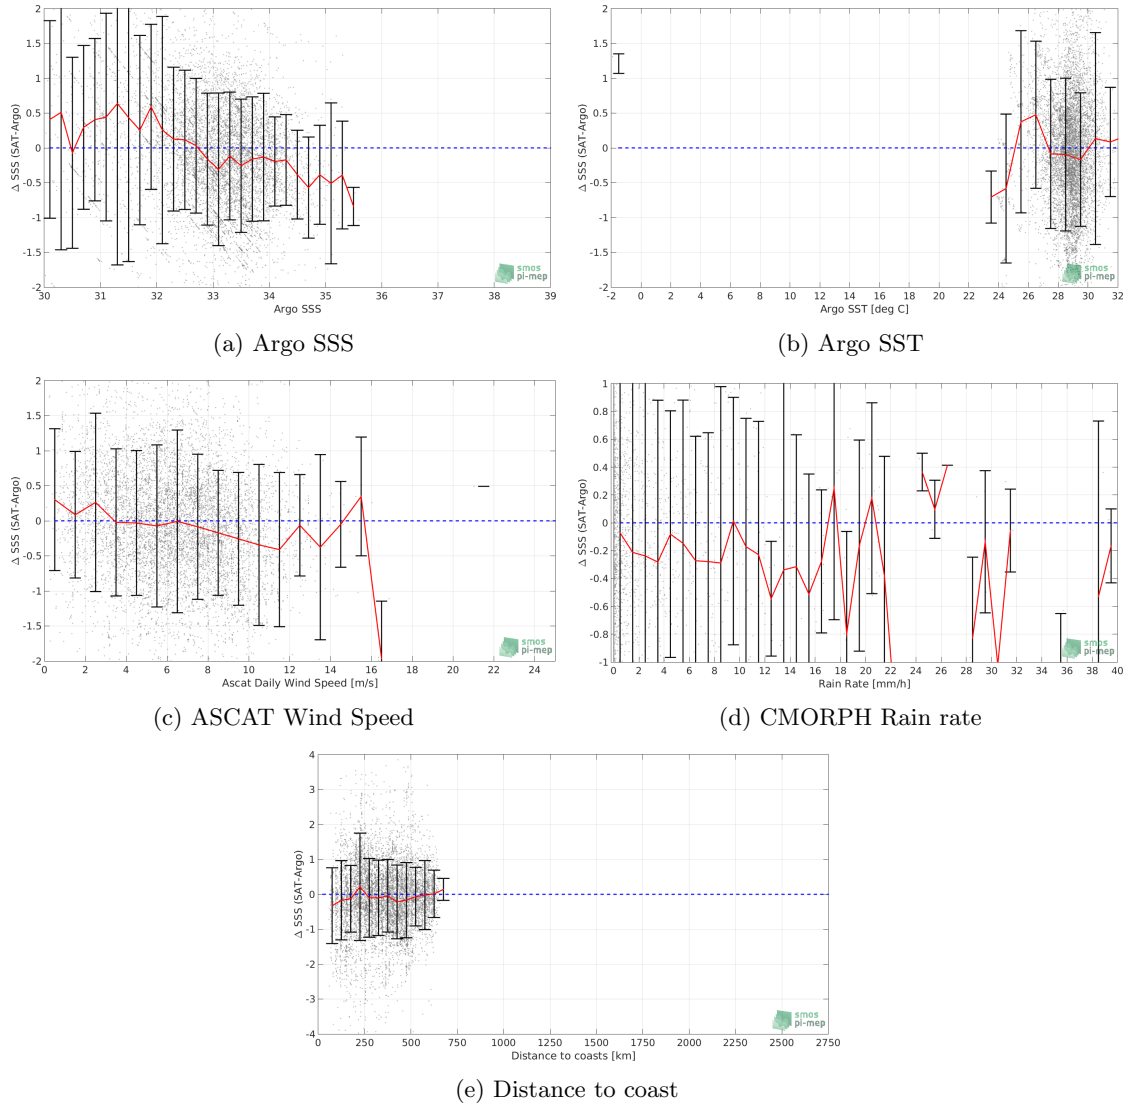 2
1.5
1
0.5
0
-0.5
-1
-1.5
-2
Δ SSS (SAT-Argo)
30 31 32 33 34 35 36 37 38 39
Argo SSS
smos
pi-mep
(a) Argo SSS
2
1.5
1
0.5
0
-0.5
-1
-1.5
-2
Δ SSS (SAT-Argo)
-2 0 2 4 6 8 10 12 14 16 18 20 22 24 26 28 30 32
Argo SST [deg C]
smos
pi-mep
(b) Argo SST
2
1.5
1
0.5
0
-0.5
-1
-1.5
-2
Δ SSS (SAT-Argo)
0 2 4 6 8 10 12 14 16 18 20 22 24
Ascat Daily Wind Speed [m/s]
smos
pi-mep
(c) ASCAT Wind Speed
1
0.8
0.6
0.4
0.2
0
-0.2
-0.4
-0.6
-0.8
-1
Δ SSS (SAT-Argo)
0 2 4 6 8 10 12 14 16 18 20 22 24 26 28 30 32 34 36 38 40
Rain Rate [mm/h]
smos
pi-mep
(d) CMORPH Rain rate
4
3
2
1
0
-1
-2
-3
-4
Δ SSS (SAT-Argo)
0 250 500 750 1000 1250 1500 1750 2000 2250 2500 2750
Distance to coasts [km]
smos
pi-mep
(e) Distance to coast